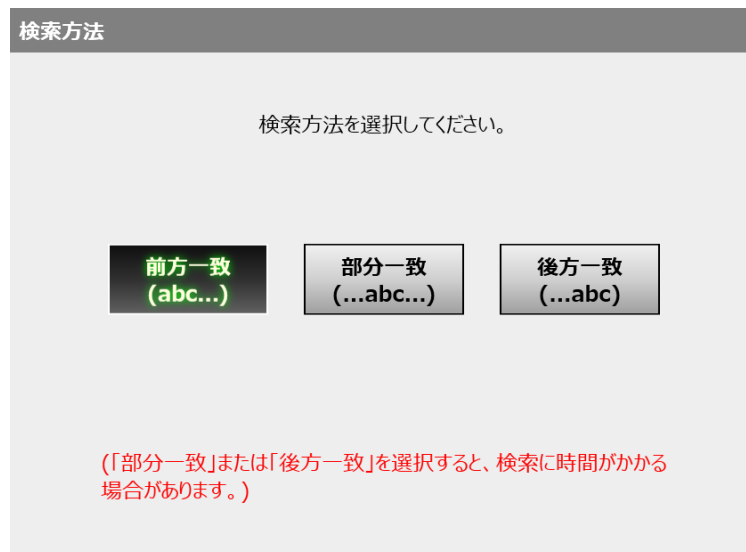 検索方法
検索方法を選択してください。
前方一致
(abc...)
部分一致
(...abc...)
後方一致
(...abc)
(「部分一致」または「後方一致」を選択すると、検索に時間がかかる
場合があります。)